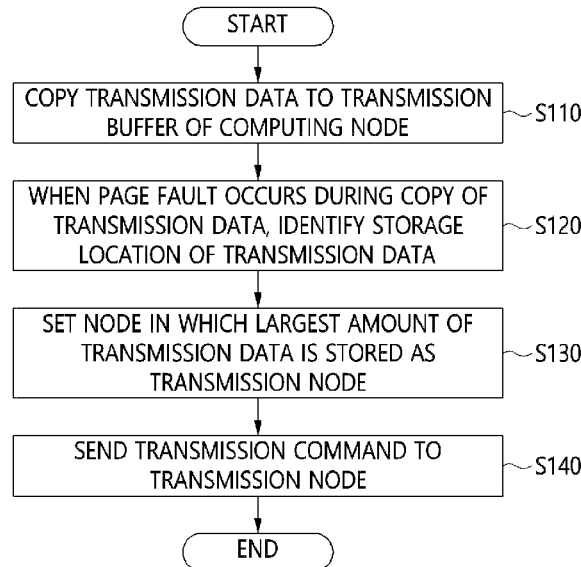 START
COPY TRANSMISSION DATA TO TRANSMISSION
BUFFER OF COMPUTING NODE
S110
WHEN PAGE FAULT OCCURS DURING COPY OF
TRANSMISSION DATA, IDENTIFY STORAGE
LOCATION OF TRANSMISSION DATA
S120
SET NODE IN WHICH LARGEST AMOUNT OF
TRANSMISSION DATA IS STORED AS
TRANSMISSION NODE
S130
SEND TRANSMISSION COMMAND TO
TRANSMISSION NODE
S140
END